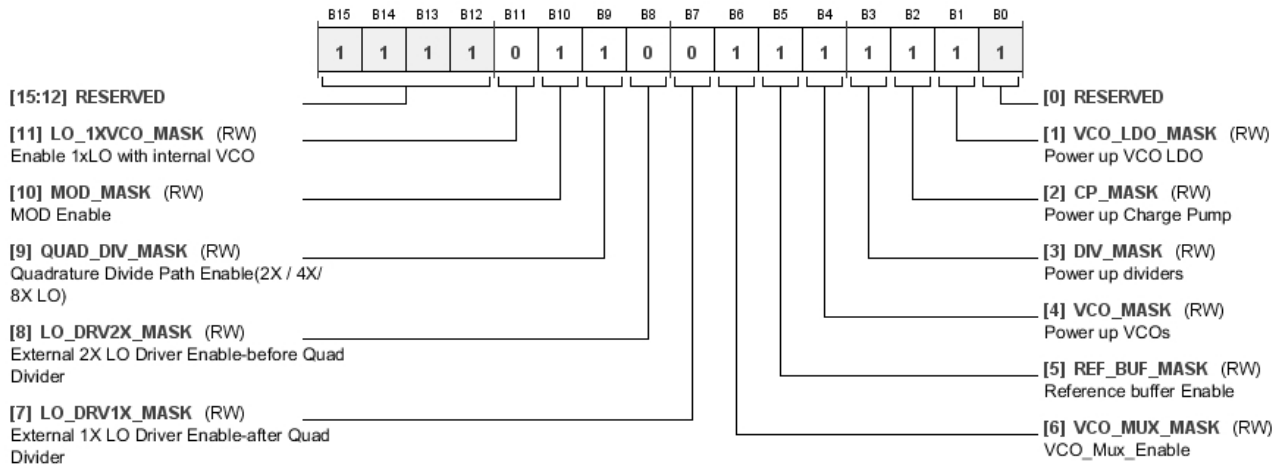 B15 B14 B13 B12 B11 B10 B9 B8 B7 B6 B5 B4 B3 B2 B1 B0
1 1 1 1 0 1 1 0 0 1 1 1 1 1 1 1
[15:12] RESERVED
[11] LO_1XVCO_MASK (RW)
Enable 1xLO with internal VCO
[10] MOD_MASK (RW)
MOD Enable
[9] QUAD_DIV_MASK (RW)
Quadrature Divide Path Enable(2X / 4X/
8X LO)
[8] LO_DRV2X_MASK (RW)
External 2X LO Driver Enable-before Quad
Divider
[7] LO_DRV1X_MASK (RW)
External 1X LO Driver Enable-after Quad
Divider
[0] RESERVED
[1] VCO_LDO_MASK (RW)
Power up VCO LDO
[2] CP_MASK (RW)
Power up Charge Pump
[3] DIV_MASK (RW)
Power up dividers
[4] VCO_MASK (RW)
Power up VCOs
[5] REF_BUF_MASK (RW)
Reference buffer Enable
[6] VCO_MUX_MASK (RW)
VCO_Mux_Enable